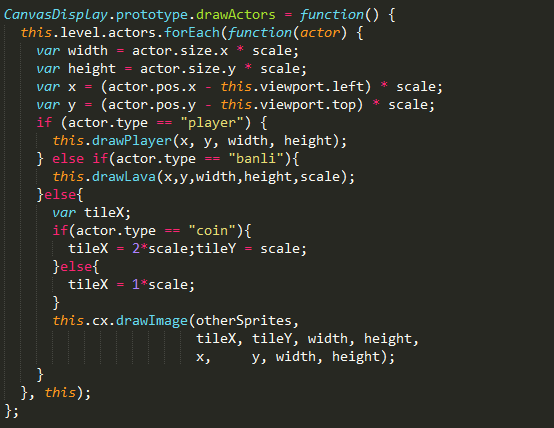 CanvasDisplay.prototype.drawActors = function() {
  this.level.actors.forEach(function(actor) {
    var width = actor.size.x * scale;
    var height = actor.size.y * scale;
    var x = (actor.pos.x - this.viewport.left) * scale;
    var y = (actor.pos.y - this.viewport.top) * scale;
    if (actor.type == "player") {
      this.drawPlayer(x, y, width, height);
    } else if(actor.type == "banli"){
      this.drawLava(x,y,width,height,scale);
    }else{
      var tileX;
      if(actor.type == "coin"){
        tileX = 2*scale;tileY = scale;
      }else{
        tileX = 1*scale;
      }
      this.cx.drawImage(otherSprites,
                        tileX, tileY, width, height,
                        x,     y, width, height);
    }
  }, this);
};